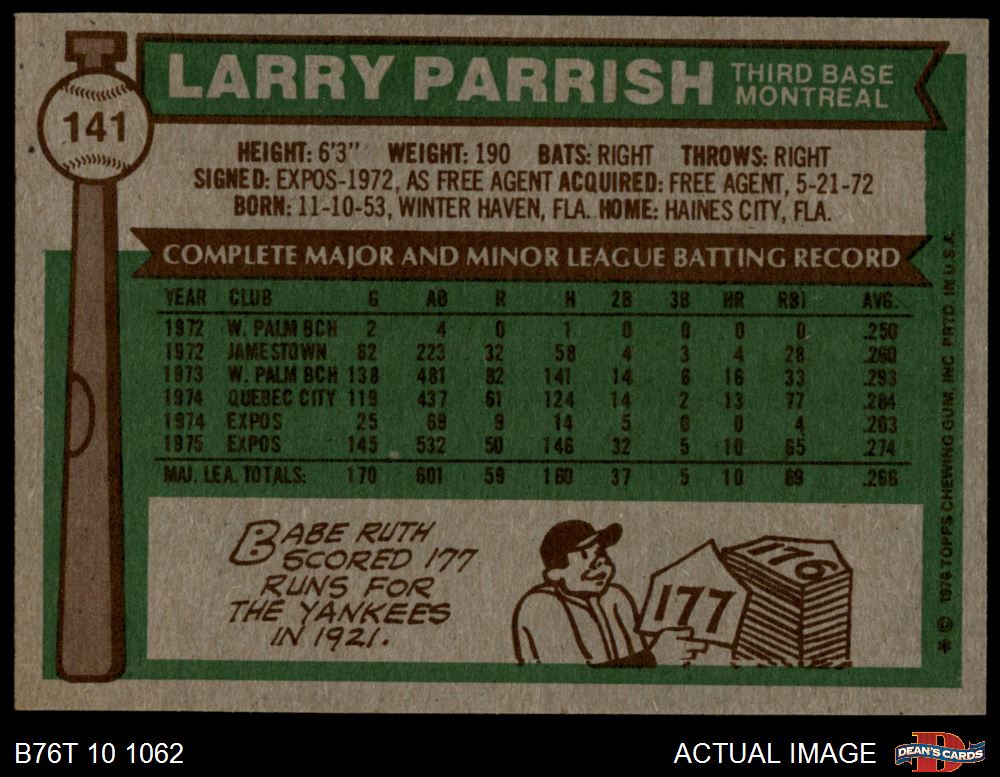 141
LARRY PARRISH
THIRD BASE
MONTREAL
HEIGHT: 6'3" WEIGHT: 190 BATS: RIGHT THROWS: RIGHT
SIGNED: EXPOS-1972, AS FREE AGENT ACQUIRED: FREE AGENT, 5-21-72
BORN: 11-10-53, WINTER HAVEN, FLA. HOME: HAINES CITY, FLA.
COMPLETE MAJOR AND MINOR LEAGUE BATTING RECORD
YEAR CLUB G AB R H 2B 3B HR RBI AVG.
1972 W. PALM BCH 2 4 0 1 0 0 0 0 .250
1972 JAMESTOWN 62 223 32 58 4 3 4 28 .260
1973 W. PALM BCH 138 481 82 141 14 6 16 33 .293
1974 QUEBEC CITY 119 437 61 124 14 2 13 77 .284
1974 EXPOS 25 69 9 14 5 0 0 4 .203
1975 EXPOS 145 532 50 146 32 5 10 65 .274
MAJ. LEA. TOTALS: 170 601 59 160 37 5 10 69 .266
BABE RUTH
SCORED 177
RUNS FOR
THE YANKEES
IN 1921.
177
176
* © 1976 TOPPS CHEWING GUM, INC. PRTD. IN U.S.A.
B76T 10 1062
ACTUAL IMAGE
D
DEAN'S CARDS